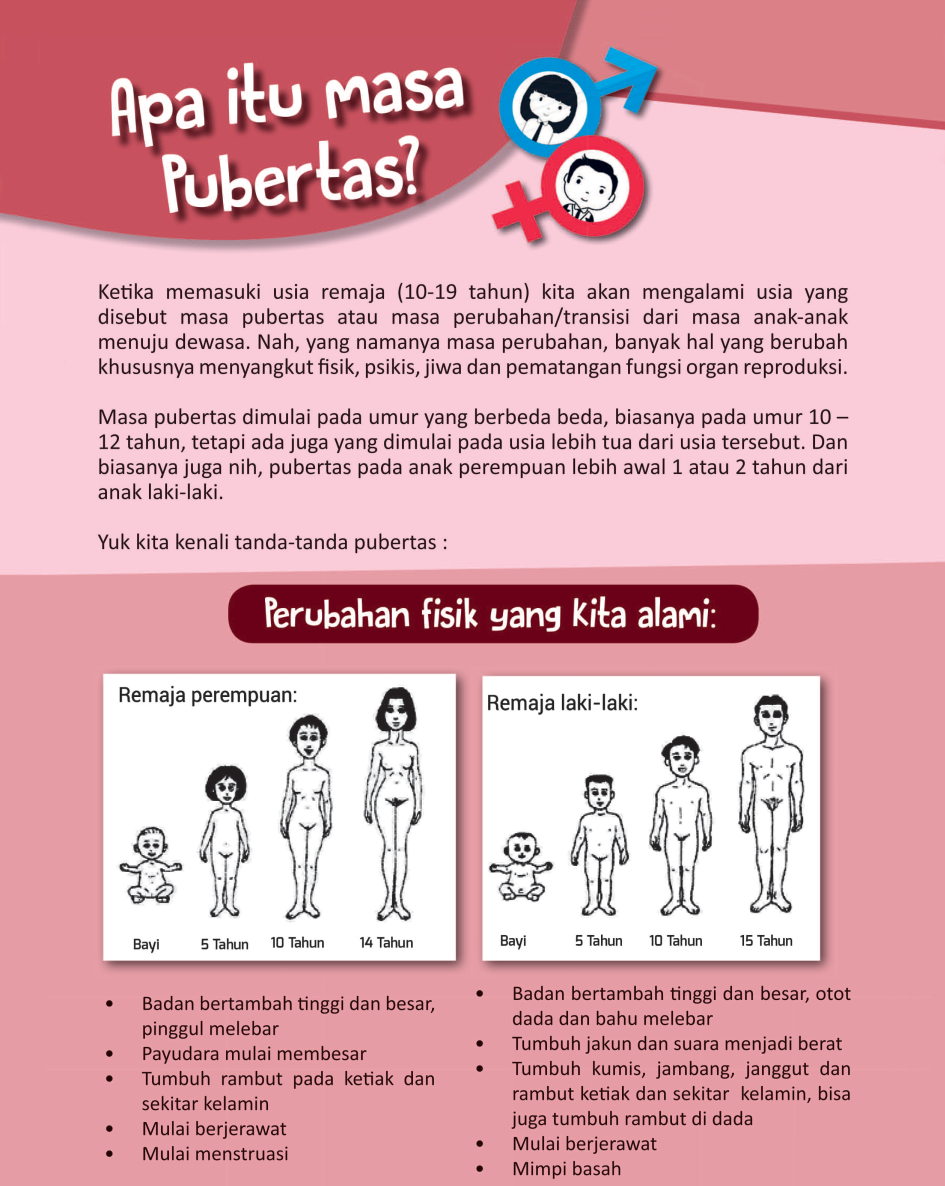 Apa itu masa
Pubertas?
Ketika memasuki usia remaja (10-19 tahun) kita akan mengalami usia yang
disebut masa pubertas atau masa perubahan/transisi dari masa anak-anak
menuju dewasa. Nah, yang namanya masa perubahan, banyak hal yang berubah
khususnya menyangkut fisik, psikis, jiwa dan pematangan fungsi organ reproduksi.
Masa pubertas dimulai pada umur yang berbeda beda, biasanya pada umur 10 –
12 tahun, tetapi ada juga yang dimulai pada usia lebih tua dari usia tersebut. Dan
biasanya juga nih, pubertas pada anak perempuan lebih awal 1 atau 2 tahun dari
anak laki-laki.
Yuk kita kenali tanda-tanda pubertas :
Perubahan fisik yang kita alami:
Remaja perempuan:
Bayi 5 Tahun 10 Tahun 14 Tahun
• Badan bertambah tinggi dan besar,
pinggul melebar
• Payudara mulai membesar
• Tumbuh rambut pada ketiak dan
sekitar kelamin
• Mulai berjerawat
• Mulai menstruasi
Remaja laki-laki:
Bayi 5 Tahun 10 Tahun 15 Tahun
• Badan bertambah tinggi dan besar, otot
dada dan bahu melebar
• Tumbuh jakun dan suara menjadi berat
• Tumbuh kumis, jambang, janggut dan
rambut ketiak dan sekitar kelamin, bisa
juga tumbuh rambut di dada
• Mulai berjerawat
• Mimpi basah